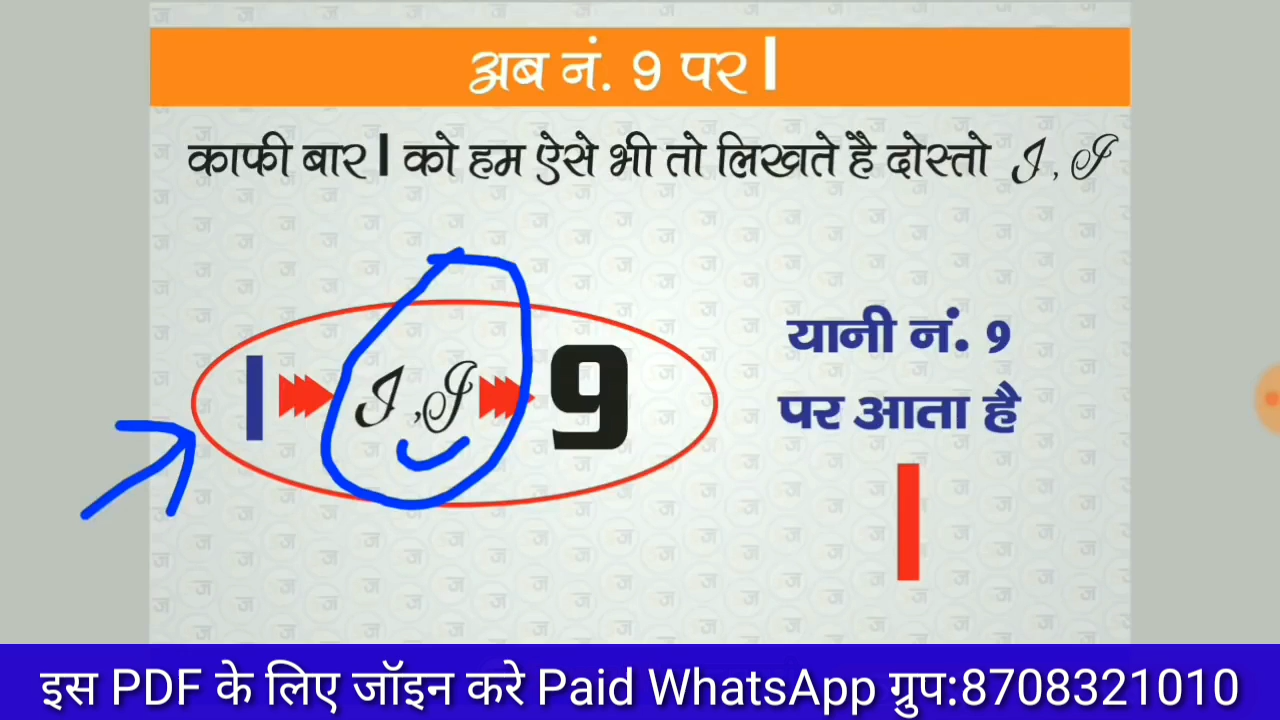 अब नं. 9 पर I
काफी बार I को हम ऐसे भी तो लिखते है दोस्तो I, I
I I, I 9
यानी नं. 9
पर आता है
I
इस PDF के लिए जॉइन करे Paid WhatsApp ग्रुप:8708321010